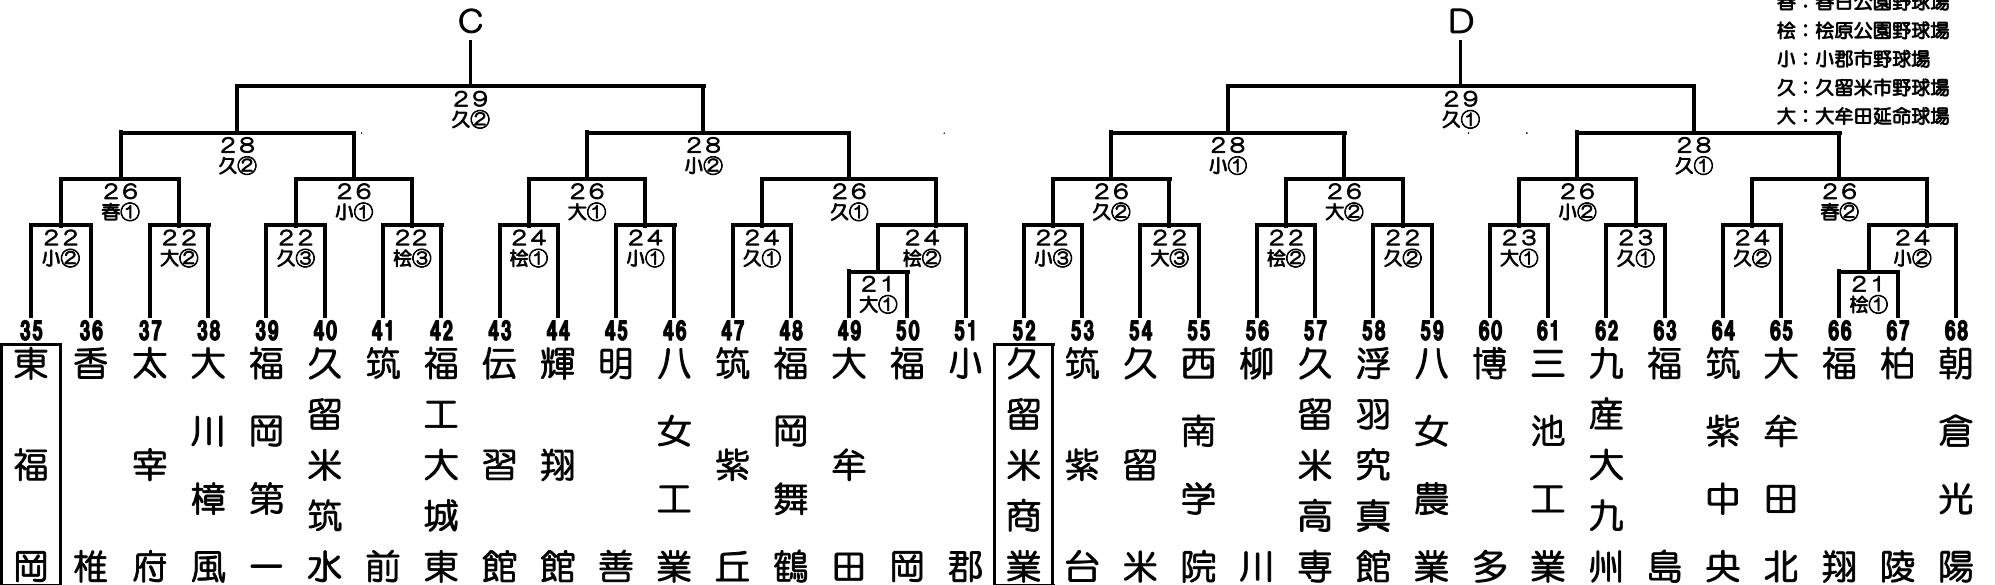 C
D
春：春日公園野球場
桧：桧原公園野球場
小：小郡市野球場
久：久留米市野球場
大：大牟田延命球場
29
久②
29
久①
28
久②
28
小②
28
小①
28
久①
26
春①
26
小①
26
大①
26
久①
26
久②
26
大②
26
小②
26
春②
22
小②
22
大②
22
久③
22
桧③
24
桧①
24
小①
24
久①
24
桧②
22
小③
22
大③
22
桧②
22
久②
23
大①
23
久①
24
久②
24
小②
21
大①
21
桧①
35
東福岡
36
香椎
37
太宰府
38
大川樟風
39
福岡第一
40
久留米筑水
41
筑前
42
福工大城東
43
伝習館
44
輝翔館
45
明善
46
八女工業
47
筑紫丘
48
福岡舞鶴
49
大牟田
50
福岡
51
小郡
52
久留米商業
53
筑紫台
54
久留米
55
西南学院
56
柳川
57
久留米高専
58
浮羽究真館
59
八女農業
60
博多
61
三池工業
62
九産大九州
63
福島
64
筑紫中央
65
大牟田北
66
福翔
67
柏陵
68
朝倉光陽